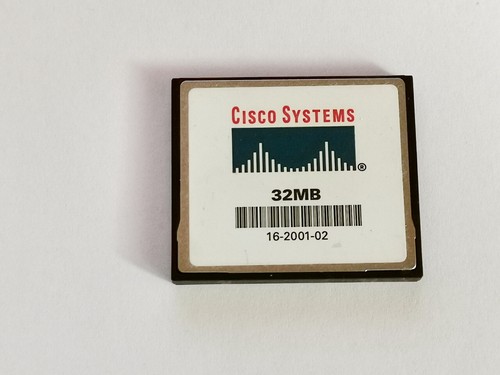 CISCO SYSTEMS
®
32MB
16-2001-02